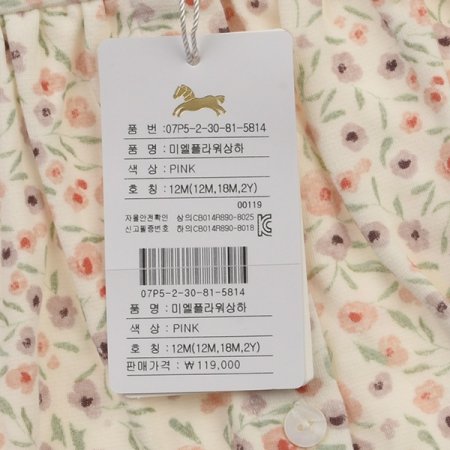 품 번 :07P5-2-30-81-5814
품 명 :미엘플라워상하
색 상 :PINK
호 칭 :12M(12M,18M,2Y)
00119
자율안전확인 상의CB014R890-8025
신고필증번호 하의CB014R890-8018
07P5-2-30-81-5814
품 명 :미엘플라워상하
색 상 :PINK
호 칭 :12M(12M,18M,2Y)
판매가격 : ₩119,000